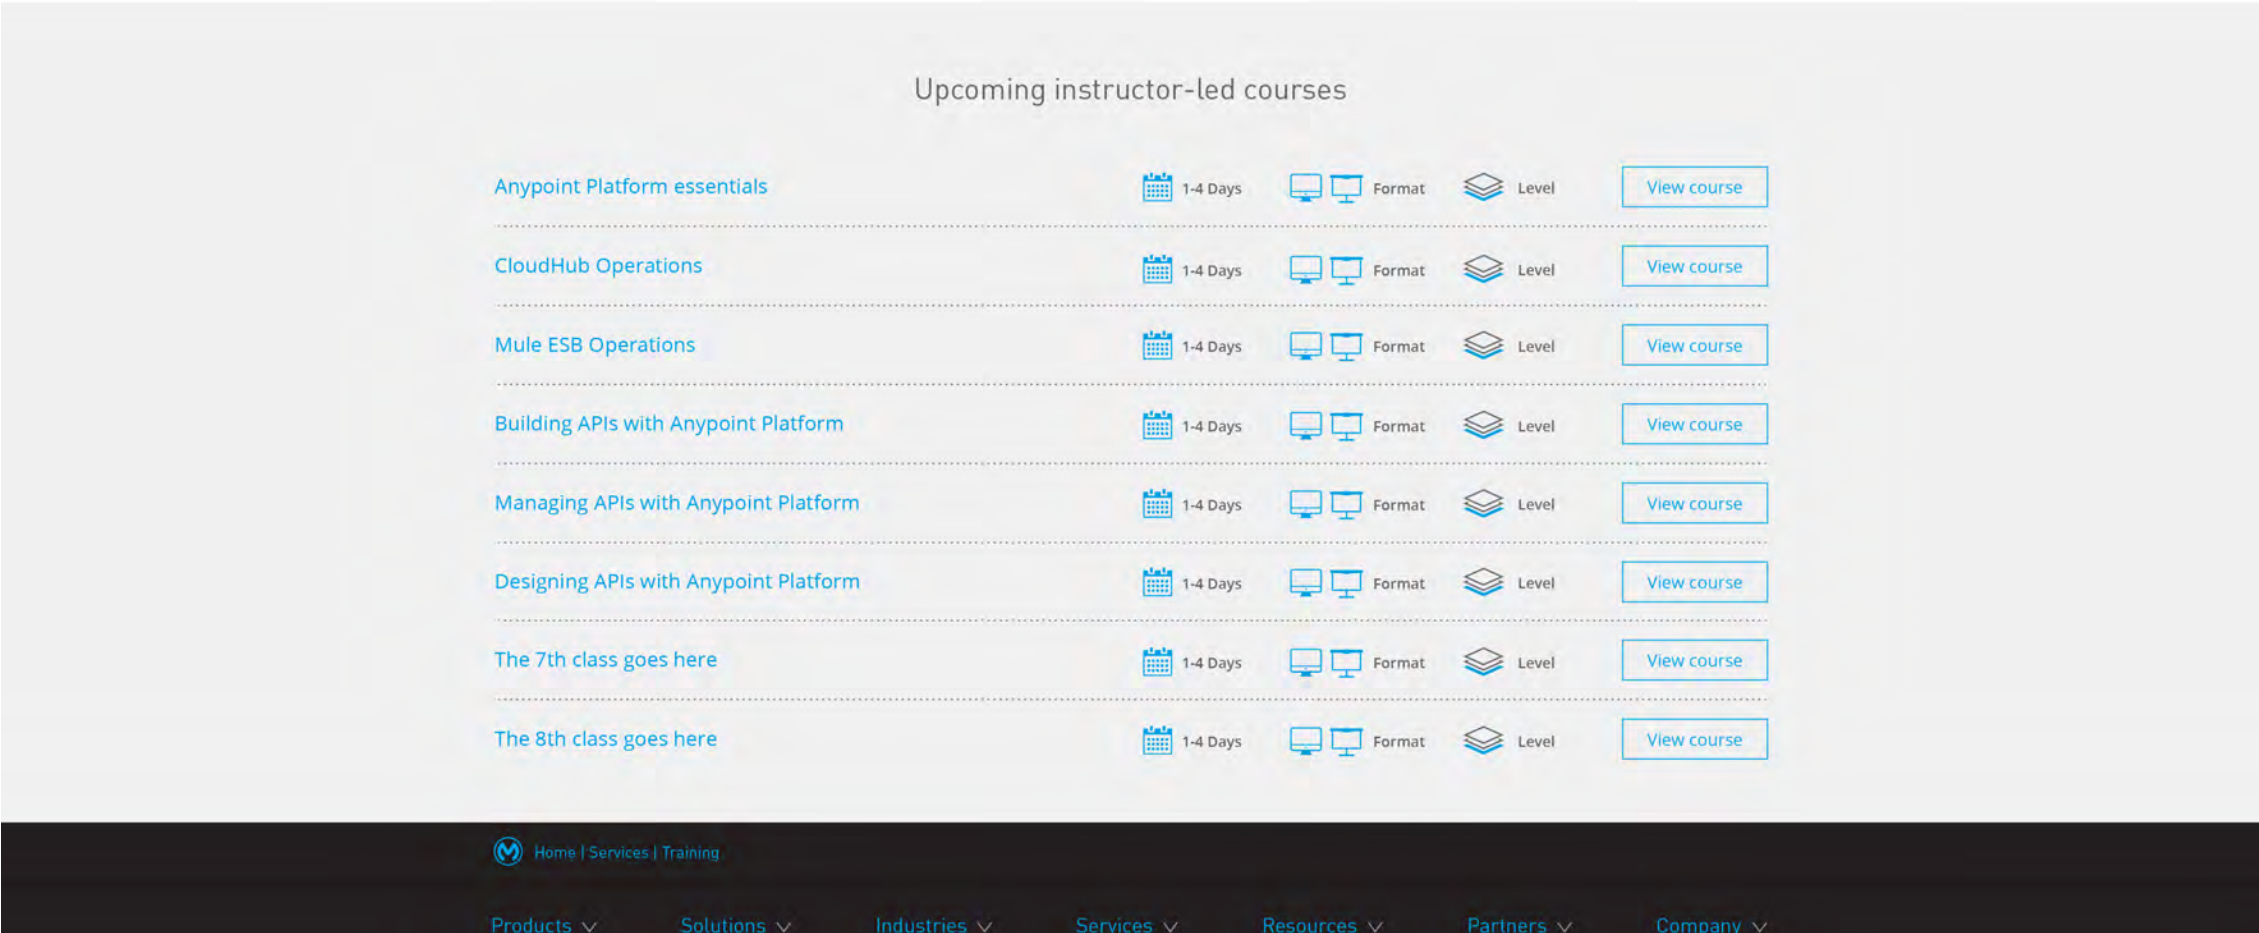 Upcoming instructor-led courses
Anypoint Platform essentials 1-4 Days Format Level View course
CloudHub Operations 1-4 Days Format Level View course
Mule ESB Operations 1-4 Days Format Level View course
Building APIs with Anypoint Platform 1-4 Days Format Level View course
Managing APIs with Anypoint Platform 1-4 Days Format Level View course
Designing APIs with Anypoint Platform 1-4 Days Format Level View course
The 7th class goes here 1-4 Days Format Level View course
The 8th class goes here 1-4 Days Format Level View course
Home | Services | Training
Products Solutions Industries Services Resources Partners Company